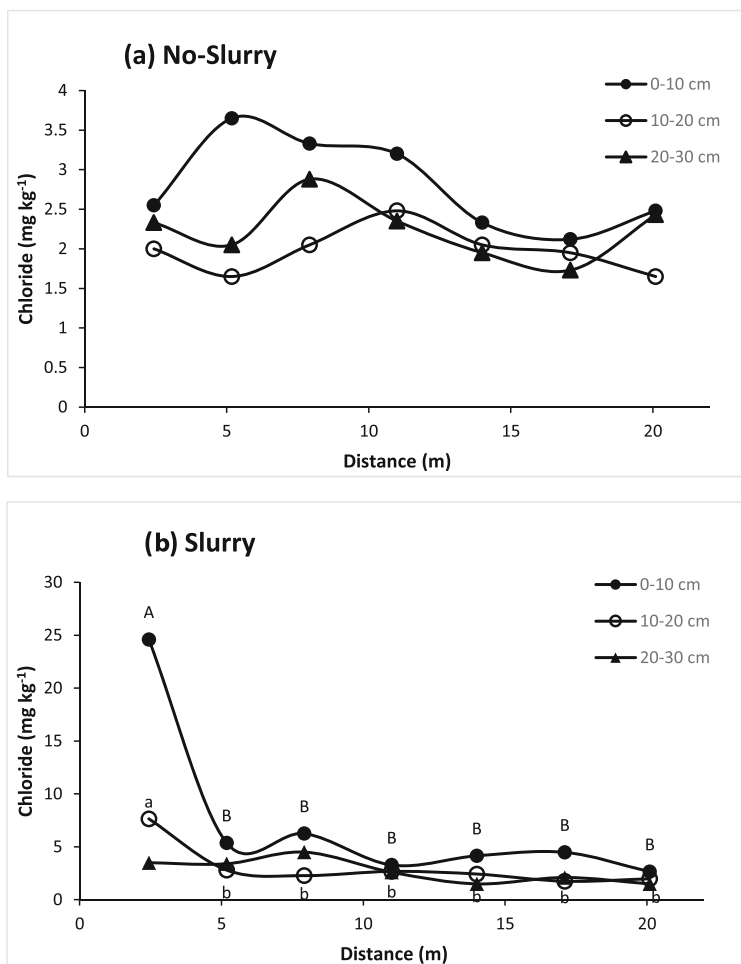 (a) No-Slurry
0-10 cm
10-20 cm
20-30 cm
Chloride (mg kg-1)
4
3.5
3
2.5
2
1.5
1
0.5
0
0 5 10 15 20
Distance (m)
(b) Slurry
0-10 cm
10-20 cm
20-30 cm
Chloride (mg kg-1)
30
25
20
15
10
5
0
A
B B B B B B
a
b b b b b b
0 5 10 15 20
Distance (m)